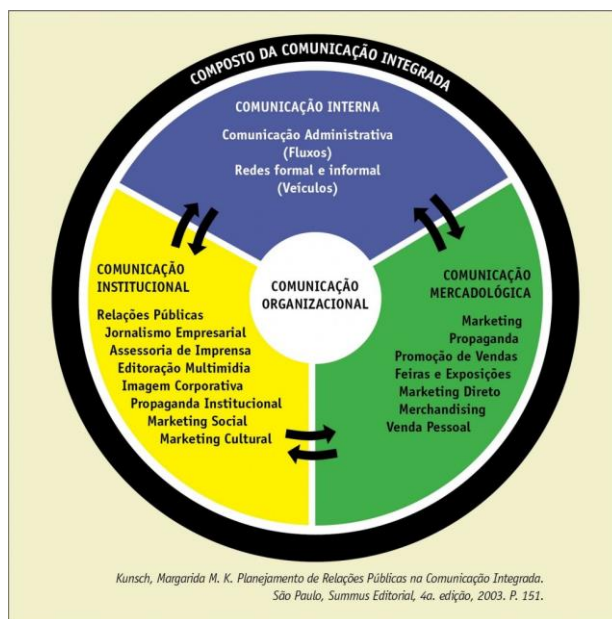 COMPOSTO DA COMUNICAÇÃO INTEGRADA
COMUNICAÇÃO INTERNA
Comunicação Administrativa
(Fluxos)
Redes formal e informal
(Veículos)
COMUNICAÇÃO
INSTITUCIONAL
Relações Públicas
Jornalismo Empresarial
Assessoria de Imprensa
Editoração Multimidia
Imagem Corporativa
Propaganda Institucional
Marketing Social
Marketing Cultural
COMUNICAÇÃO
ORGANIZACIONAL
COMUNICAÇÃO
MERCADOLÓGICA
Marketing
Propaganda
Promoção de Vendas
Feiras e Exposições
Marketing Direto
Merchandising
Venda Pessoal
Kunsch, Margarida M. K. Planejamento de Relações Públicas na Comunicação Integrada.
São Paulo, Summus Editorial, 4a. edição, 2003. P. 151.